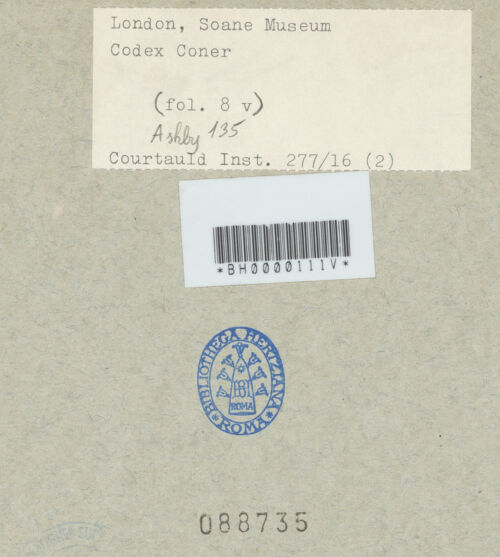 London, Soane Museum
Codex Coner
(fol. 8 v)
Ashby 135
Courtauld Inst. 277/16 (2)
*BH0000111V*
BIBLIOTHECA HERTZIANA
ROMA
ROMA
088735